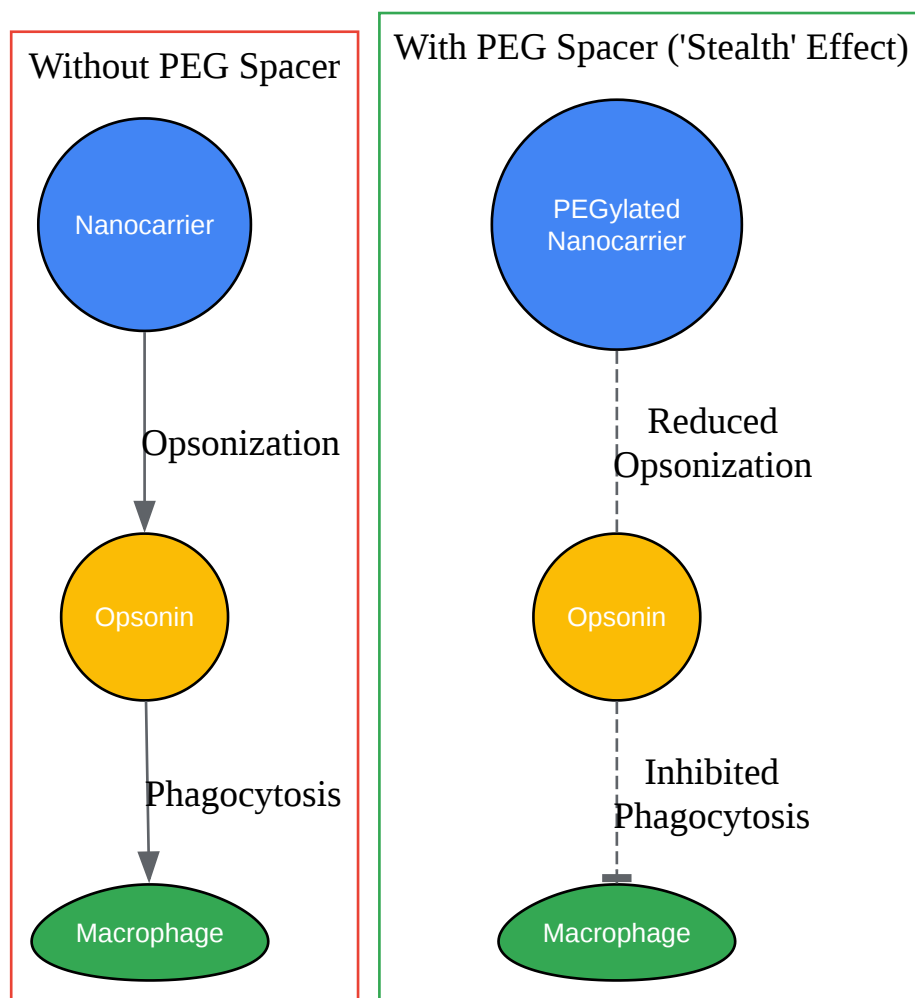 Without PEG Spacer
Nanocarrier
Opsonization
Opsonin
Phagocytosis
Macrophage
With PEG Spacer ('Stealth' Effect)
PEGylated
Nanocarrier
Reduced
Opsonization
Opsonin
Inhibited
Phagocytosis
Macrophage